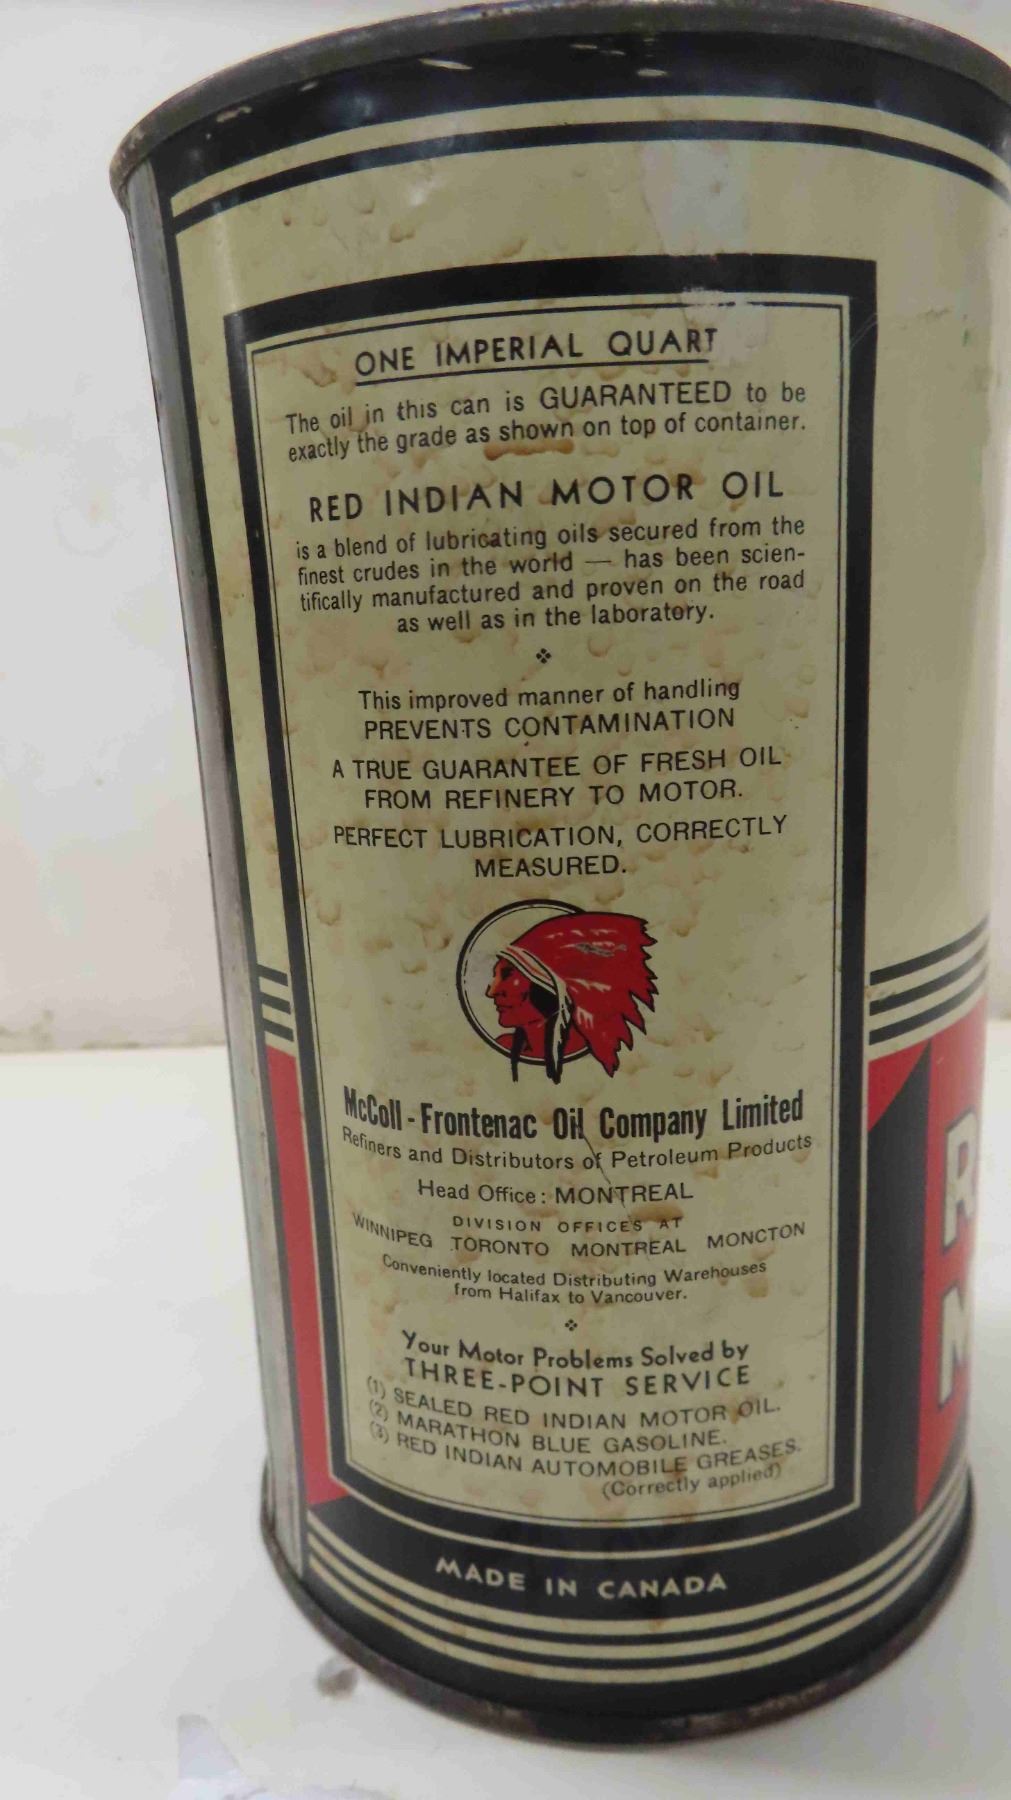 ONE IMPERIAL QUART
The oil in this can is GUARANTEED to be
exactly the grade as shown on top of container.
RED INDIAN MOTOR OIL
is a blend of lubricating oils secured from the
finest crudes in the world — has been scien-
tifically manufactured and proven on the road
as well as in the laboratory.
This improved manner of handling
PREVENTS CONTAMINATION
A TRUE GUARANTEE OF FRESH OIL
FROM REFINERY TO MOTOR.
PERFECT LUBRICATION, CORRECTLY
MEASURED.
McColl-Frontenac Oil Company Limited
Refiners and Distributors of Petroleum Products
Head Office: MONTREAL
DIVISION OFFICES AT
WINNIPEG TORONTO MONTREAL MONCTON
Conveniently located Distributing Warehouses
from Halifax to Vancouver.
Your Motor Problems Solved by
THREE-POINT SERVICE
(1) SEALED RED INDIAN MOTOR OIL.
(2) MARATHON BLUE GASOLINE.
(3) RED INDIAN AUTOMOBILE GREASES.
(Correctly applied)
MADE IN CANADA
R
M